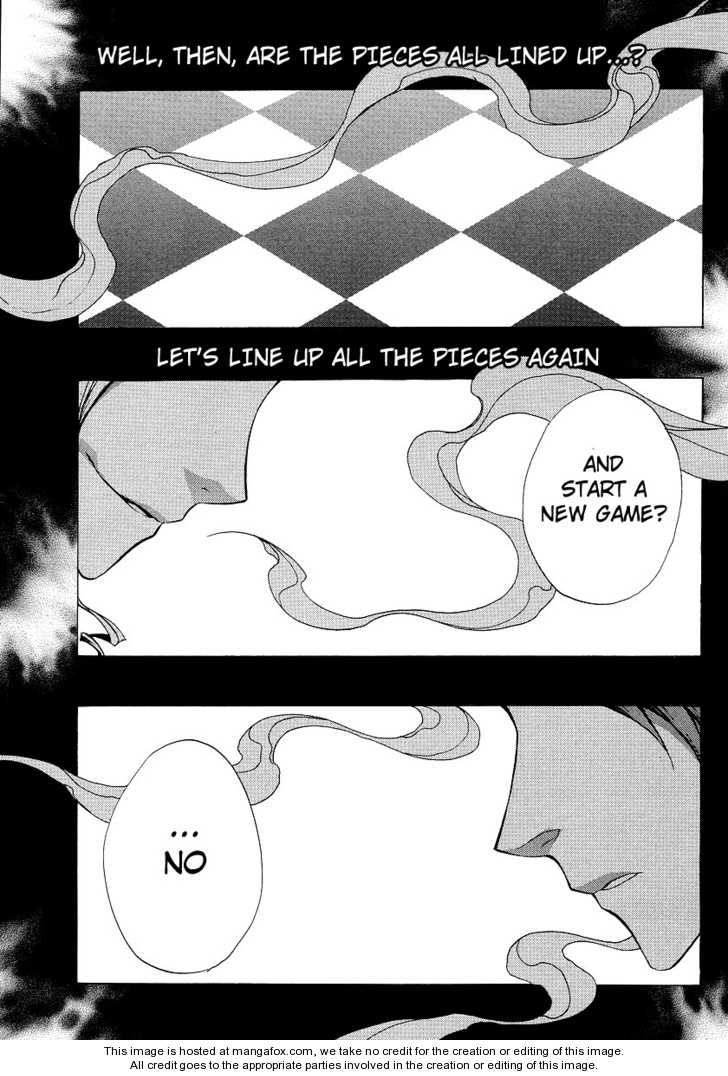 WELL, THEN, ARE THE PIECES ALL LINED UP...?
LET'S LINE UP ALL THE PIECES AGAIN
AND
START A
NEW GAME?
...
NO
This image is hosted at mangafox.com, we take no credit for the creation or editing of this image.
All credit goes to the appropriate parties involved in the creation or editing of this image.